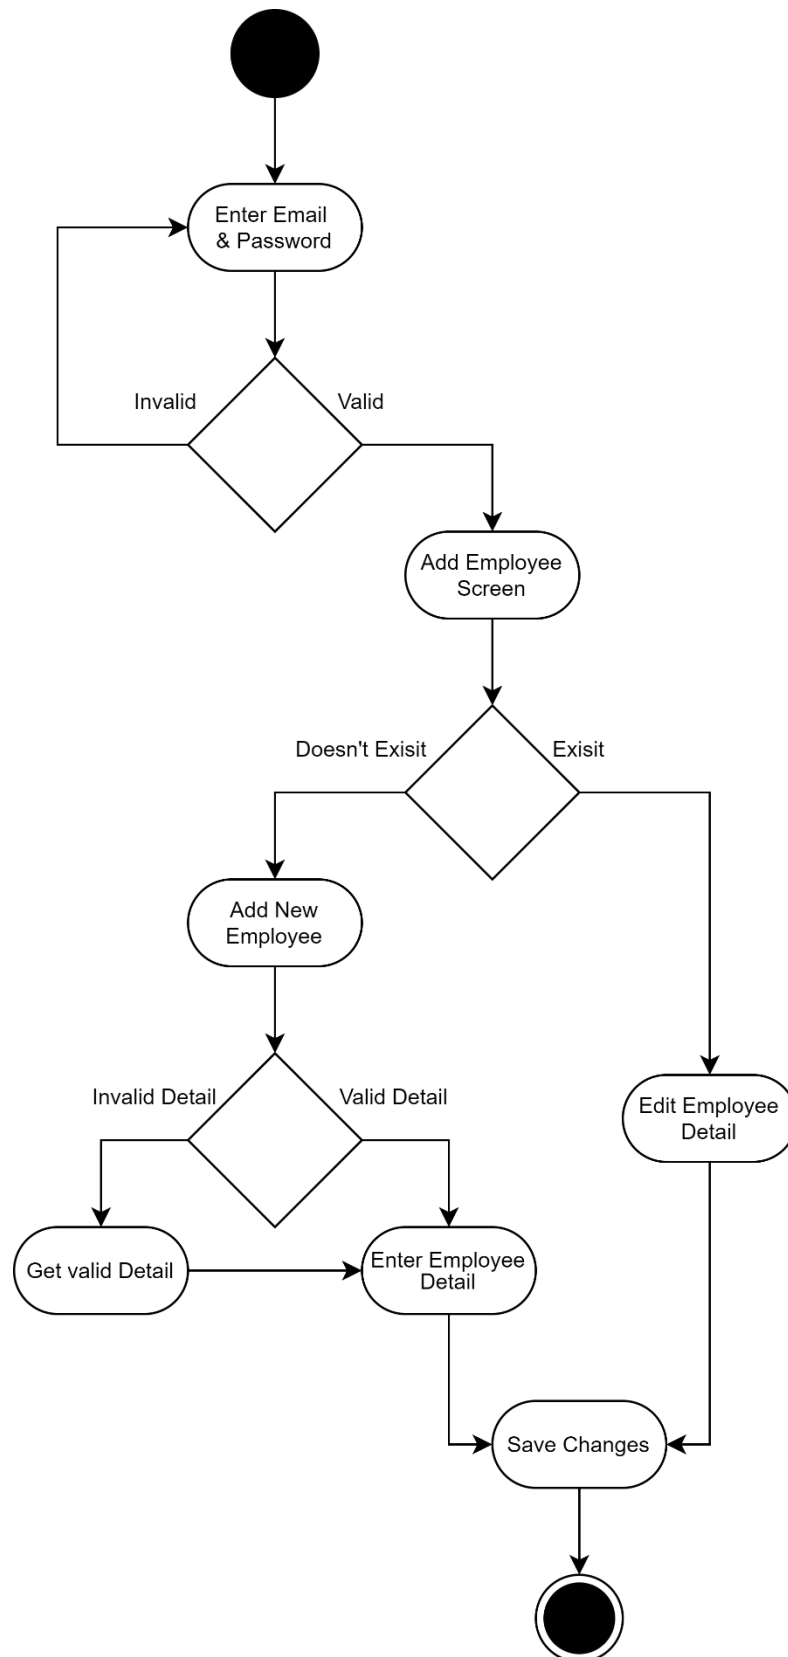 Enter Email
& Password
Invalid
Valid
Add Employee
Screen
Doesn't Exisit
Exisit
Add New
Employee
Invalid Detail
Valid Detail
Edit Employee
Detail
Get valid Detail
Enter Employee
Detail
Save Changes